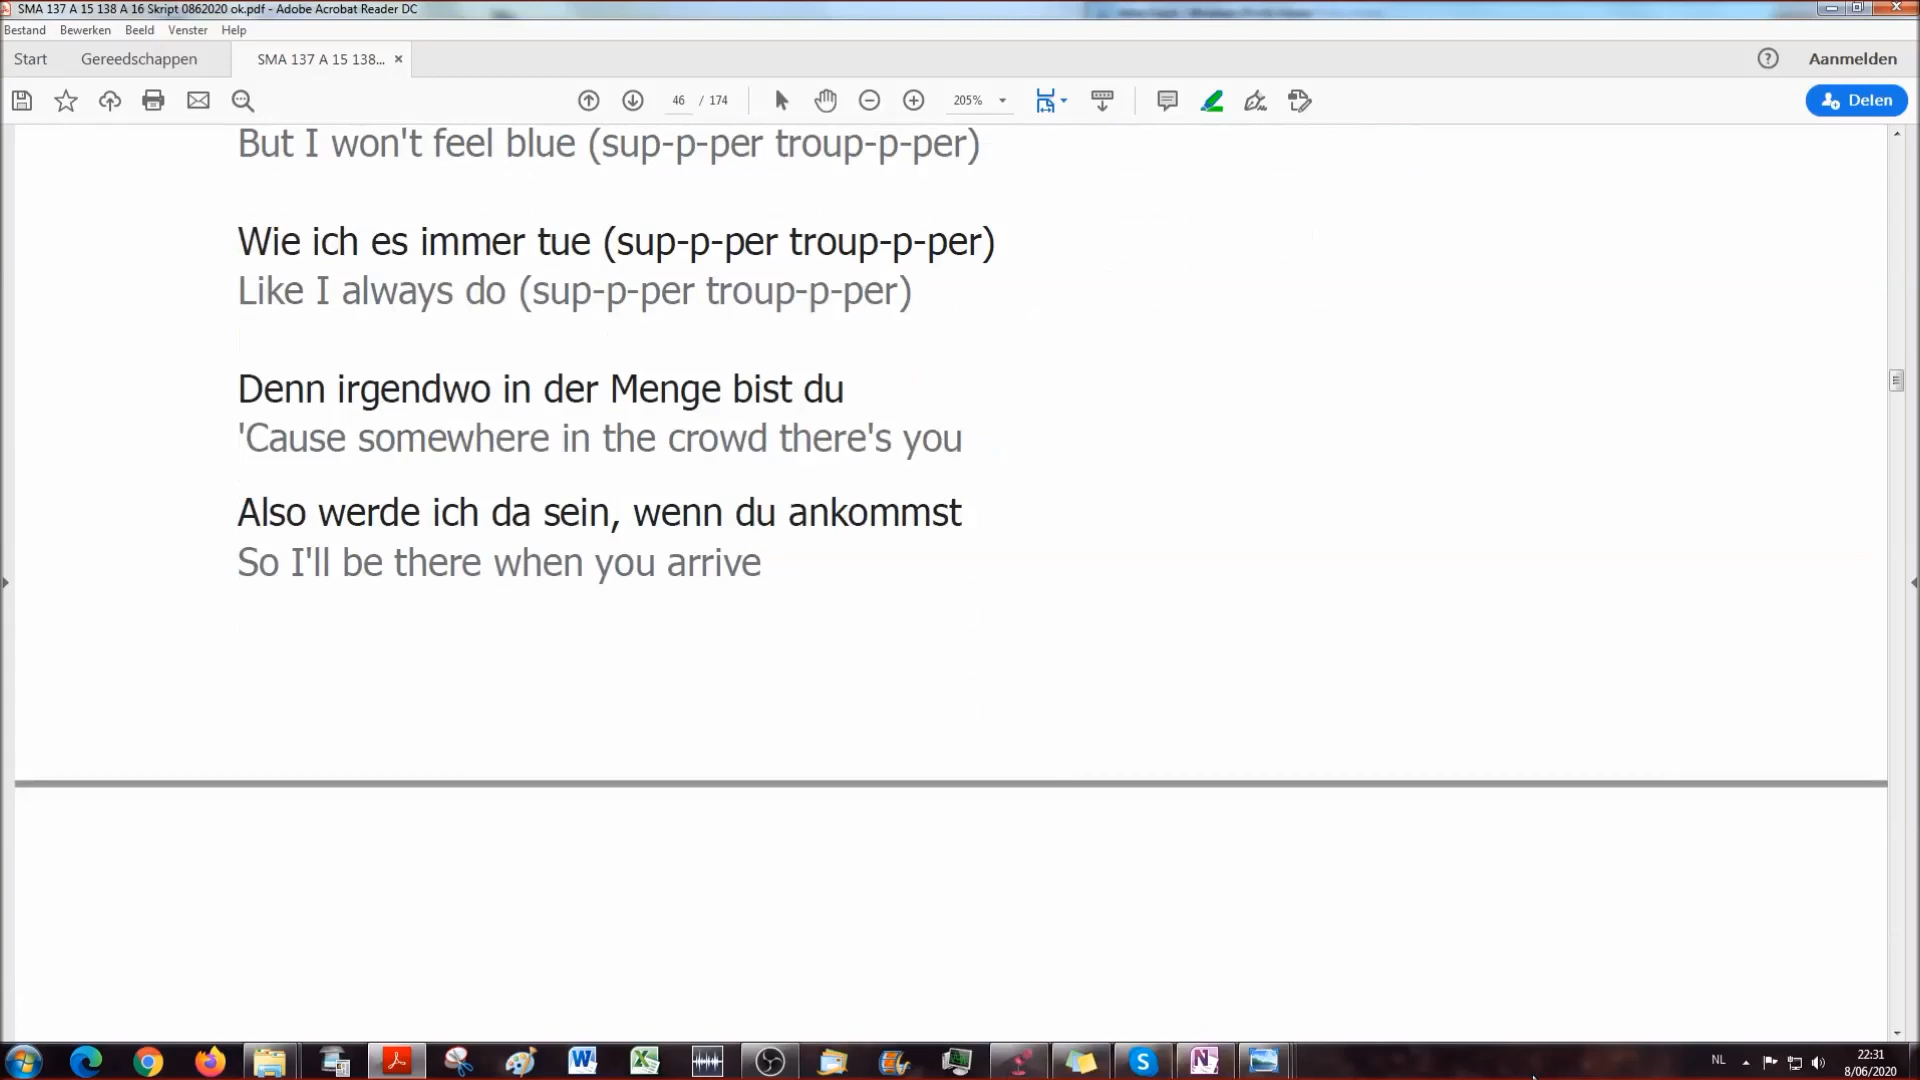 SMA 137 A 15 138 A 16 Skript 0862020 ok.pdf - Adobe Acrobat Reader DC
Bestand Bewerken Beeld Venster Help
Start Gereedschappen SMA 137 A 15 138... × Aanmelden
46 / 174 205% Delen
But I won't feel blue (sup-p-per troup-p-per)
Wie ich es immer tue (sup-p-per troup-p-per)
Like I always do (sup-p-per troup-p-per)
Denn irgendwo in der Menge bist du
'Cause somewhere in the crowd there's you
Also werde ich da sein, wenn du ankommst
So I'll be there when you arrive
NL 22:31
8/06/2020